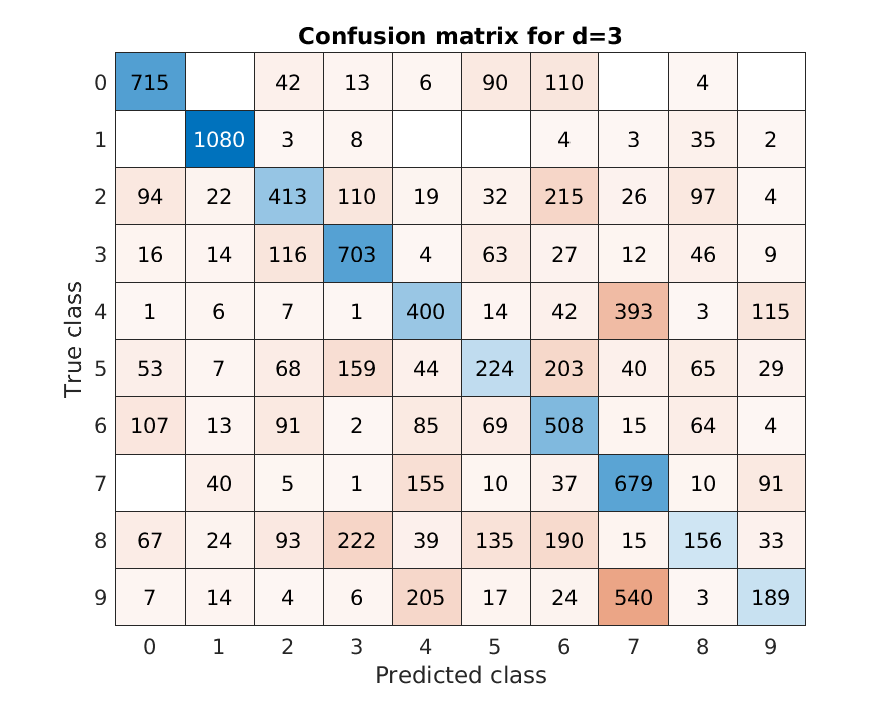 Confusion matrix for d=3
0 715 42 13 6 90 110 4
1 1080 3 8 4 3 35 2
2 94 22 413 110 19 32 215 26 97 4
3 16 14 116 703 4 63 27 12 46 9
4 1 6 7 1 400 14 42 393 3 115
5 53 7 68 159 44 224 203 40 65 29
6 107 13 91 2 85 69 508 15 64 4
7 40 5 1 155 10 37 679 10 91
8 67 24 93 222 39 135 190 15 156 33
9 7 14 4 6 205 17 24 540 3 189
0 1 2 3 4 5 6 7 8 9
Predicted class
True class